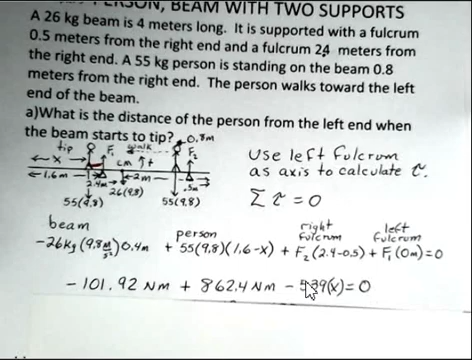 PERSON, BEAM WITH TWO SUPPORTS
A 26 kg beam is 4 meters long. It is supported with a fulcrum
0.5 meters from the right end and a fulcrum 2.4 meters from
the right end. A 55 kg person is standing on the beam 0.8
meters from the right end. The person walks toward the left
end of the beam.
a)What is the distance of the person from the left end when
the beam starts to tip?
0.8m
tip F₁ walk F₂
x cm t
1.6m 2.4m 2m .5m
26(9.8)
55(9.8) 55(9.8)
Use left fulcrum
as axis to calculate τ.
Σ τ = 0
beam person right fulcrum left fulcrum
-26kg(9.8 m/s²)0.4m + 55(9.8)(1.6-x) + F₂(2.4-0.5) + F₁(0m)=0
- 101.92 Nm + 862.4 Nm - 539(x)=0